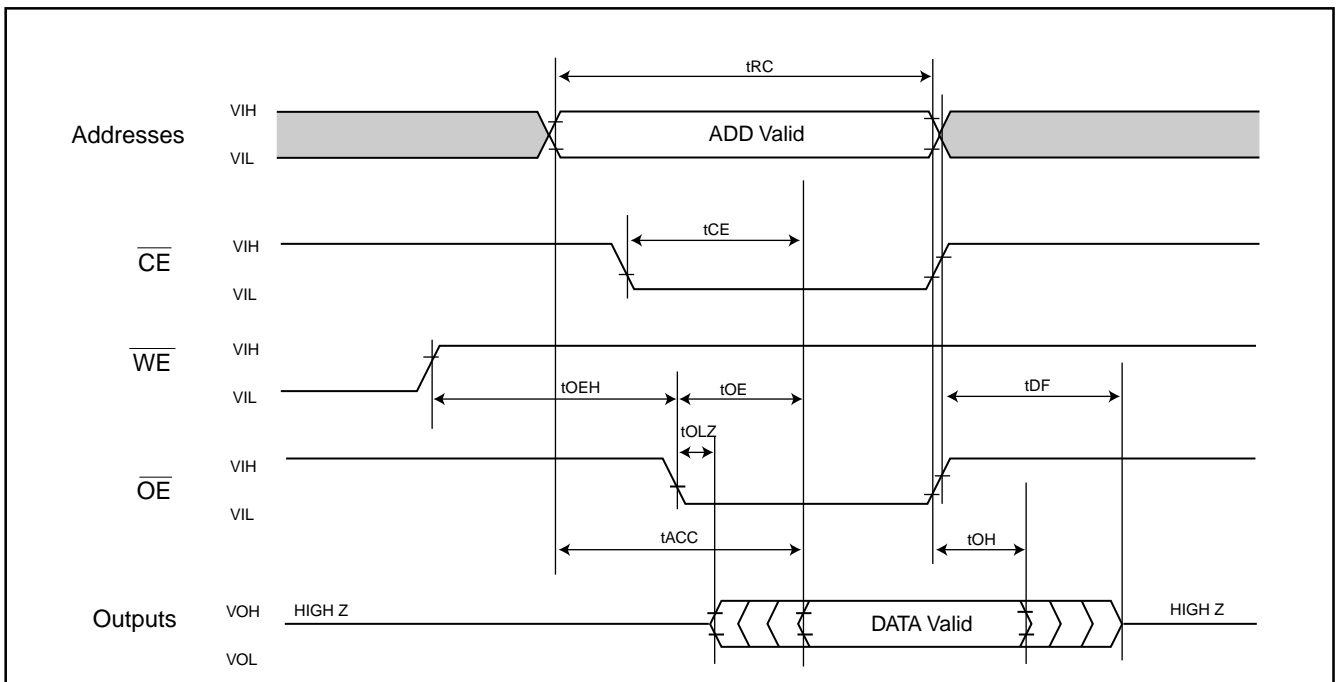 tRC
VIH
Addresses
ADD Valid
VIL
tCE
VIH
CE
VIL
VIH
WE
VIL
tOEH
tOE
tDF
tOLZ
VIH
OE
VIL
tACC
tOH
VOH
HIGH Z
HIGH Z
Outputs
DATA Valid
VOL